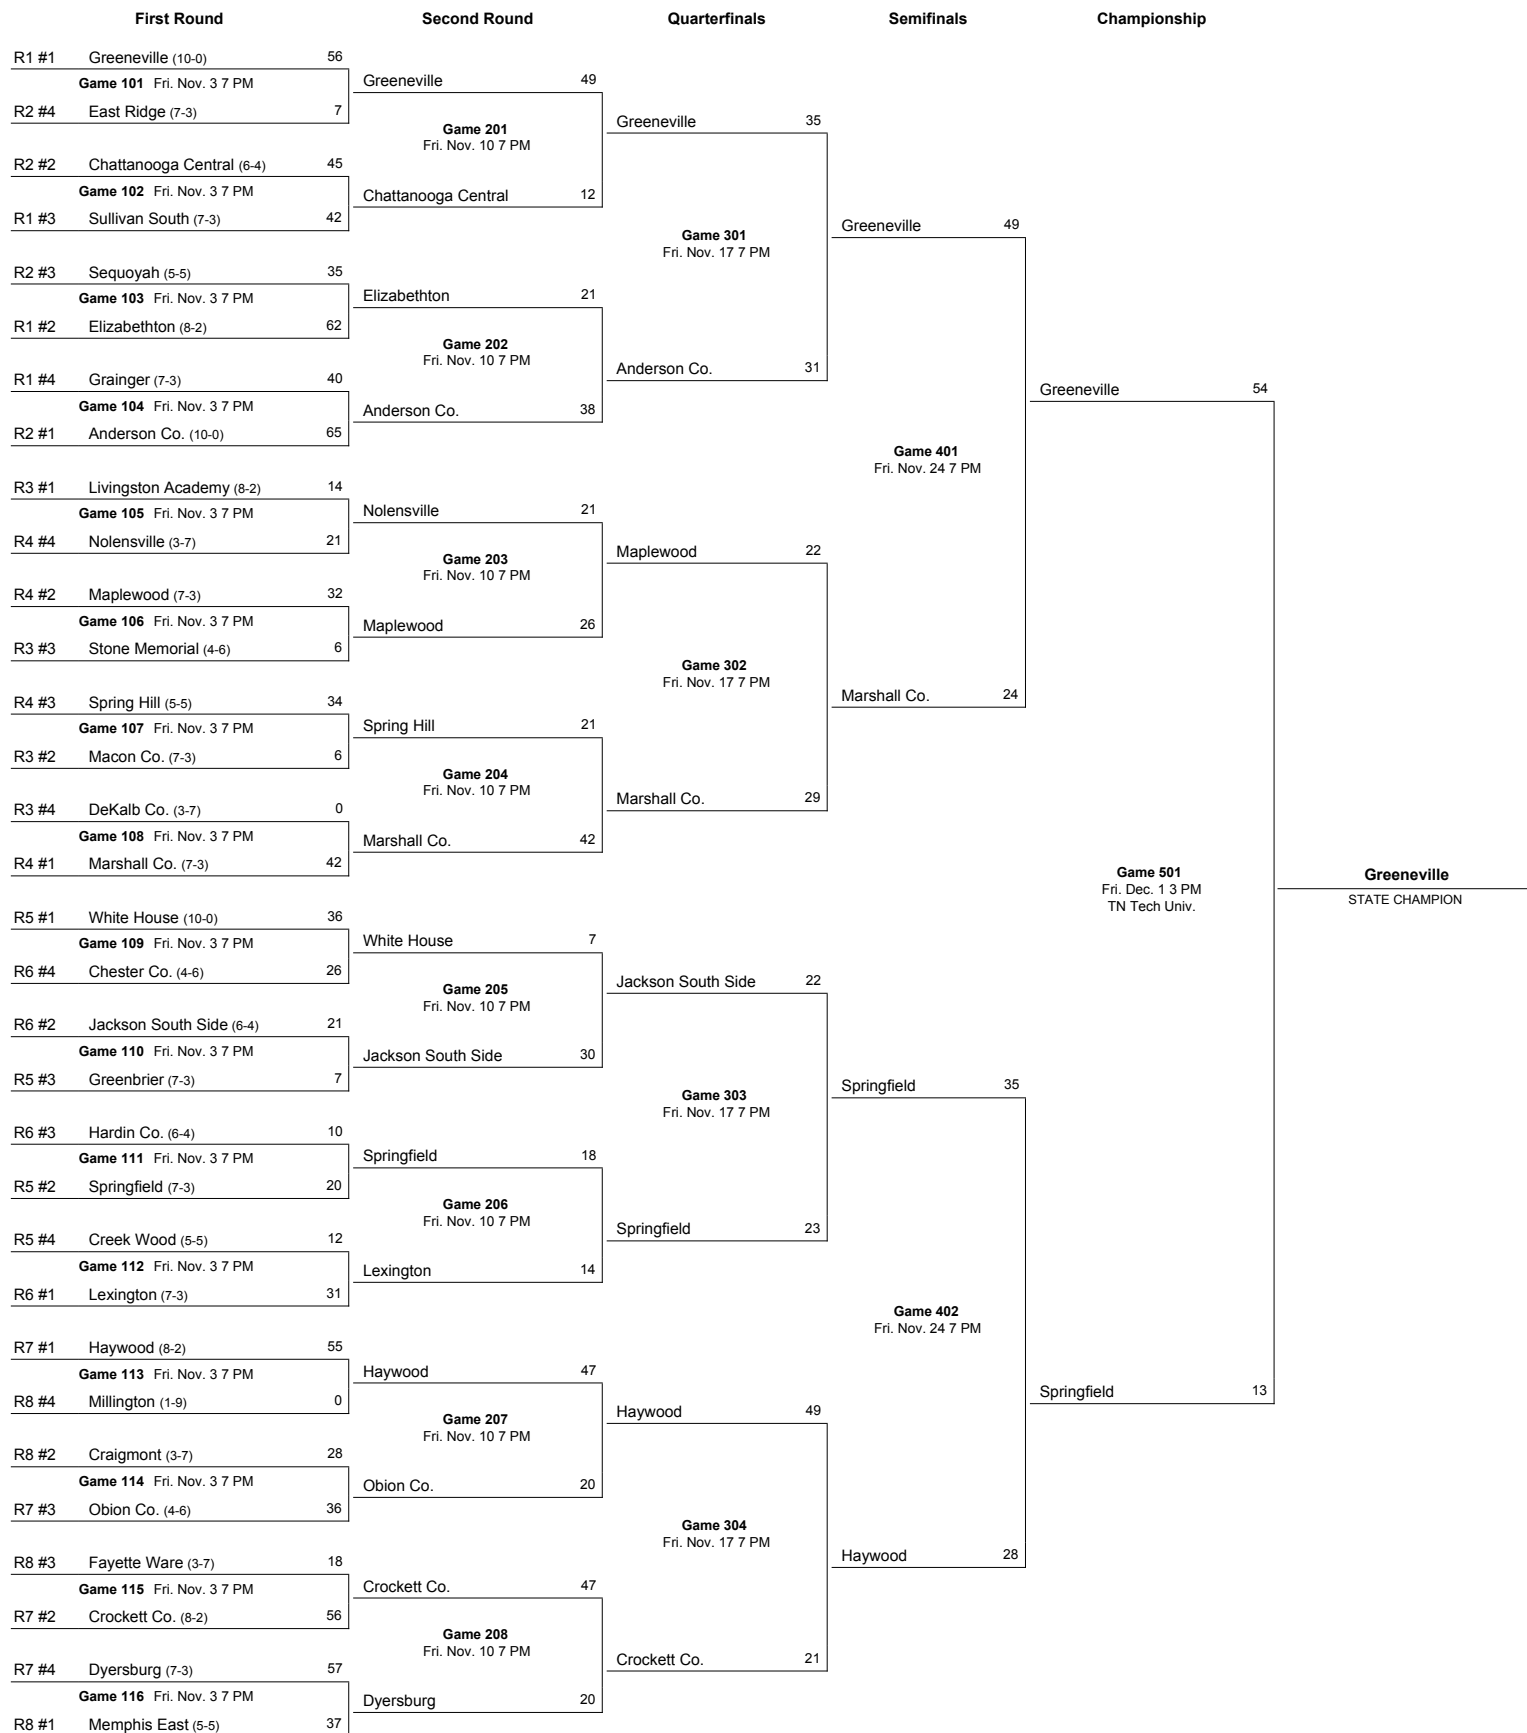 First Round
Second Round
Quarterfinals
Semifinals
Championship
R1 #1 Greeneville (10-0) 56
Game 101 Fri. Nov. 3 7 PM
R2 #4 East Ridge (7-3) 7
R2 #2 Chattanooga Central (6-4) 45
Game 102 Fri. Nov. 3 7 PM
R1 #3 Sullivan South (7-3) 42
R2 #3 Sequoyah (5-5) 35
Game 103 Fri. Nov. 3 7 PM
R1 #2 Elizabethton (8-2) 62
R1 #4 Grainger (7-3) 40
Game 104 Fri. Nov. 3 7 PM
R2 #1 Anderson Co. (10-0) 65
R3 #1 Livingston Academy (8-2) 14
Game 105 Fri. Nov. 3 7 PM
R4 #4 Nolensville (3-7) 21
R4 #2 Maplewood (7-3) 32
Game 106 Fri. Nov. 3 7 PM
R3 #3 Stone Memorial (4-6) 6
R4 #3 Spring Hill (5-5) 34
Game 107 Fri. Nov. 3 7 PM
R3 #2 Macon Co. (7-3) 6
R3 #4 DeKalb Co. (3-7) 0
Game 108 Fri. Nov. 3 7 PM
R4 #1 Marshall Co. (7-3) 42
R5 #1 White House (10-0) 36
Game 109 Fri. Nov. 3 7 PM
R6 #4 Chester Co. (4-6) 26
R6 #2 Jackson South Side (6-4) 21
Game 110 Fri. Nov. 3 7 PM
R5 #3 Greenbrier (7-3) 7
R6 #3 Hardin Co. (6-4) 10
Game 111 Fri. Nov. 3 7 PM
R5 #2 Springfield (7-3) 20
R5 #4 Creek Wood (5-5) 12
Game 112 Fri. Nov. 3 7 PM
R6 #1 Lexington (7-3) 31
R7 #1 Haywood (8-2) 55
Game 113 Fri. Nov. 3 7 PM
R8 #4 Millington (1-9) 0
R8 #2 Craigmont (3-7) 28
Game 114 Fri. Nov. 3 7 PM
R7 #3 Obion Co. (4-6) 36
R8 #3 Fayette Ware (3-7) 18
Game 115 Fri. Nov. 3 7 PM
R7 #2 Crockett Co. (8-2) 56
R7 #4 Dyersburg (7-3) 57
Game 116 Fri. Nov. 3 7 PM
R8 #1 Memphis East (5-5) 37
Greeneville 49
Game 201
Fri. Nov. 10 7 PM
Chattanooga Central 12
Elizabethton 21
Game 202
Fri. Nov. 10 7 PM
Anderson Co. 38
Nolensville 21
Game 203
Fri. Nov. 10 7 PM
Maplewood 26
Spring Hill 21
Game 204
Fri. Nov. 10 7 PM
Marshall Co. 42
White House 7
Game 205
Fri. Nov. 10 7 PM
Jackson South Side 30
Springfield 18
Game 206
Fri. Nov. 10 7 PM
Lexington 14
Haywood 47
Game 207
Fri. Nov. 10 7 PM
Obion Co. 20
Crockett Co. 47
Game 208
Fri. Nov. 10 7 PM
Dyersburg 20
Greeneville 35
Game 301
Fri. Nov. 17 7 PM
Anderson Co. 31
Maplewood 22
Game 302
Fri. Nov. 17 7 PM
Marshall Co. 29
Jackson South Side 22
Game 303
Fri. Nov. 17 7 PM
Springfield 23
Haywood 49
Game 304
Fri. Nov. 17 7 PM
Crockett Co. 21
Greeneville 49
Game 401
Fri. Nov. 24 7 PM
Marshall Co. 24
Springfield 35
Game 402
Fri. Nov. 24 7 PM
Haywood 28
Greeneville 54
Game 501
Fri. Dec. 1 3 PM
TN Tech Univ.
Springfield 13
Greeneville
STATE CHAMPION